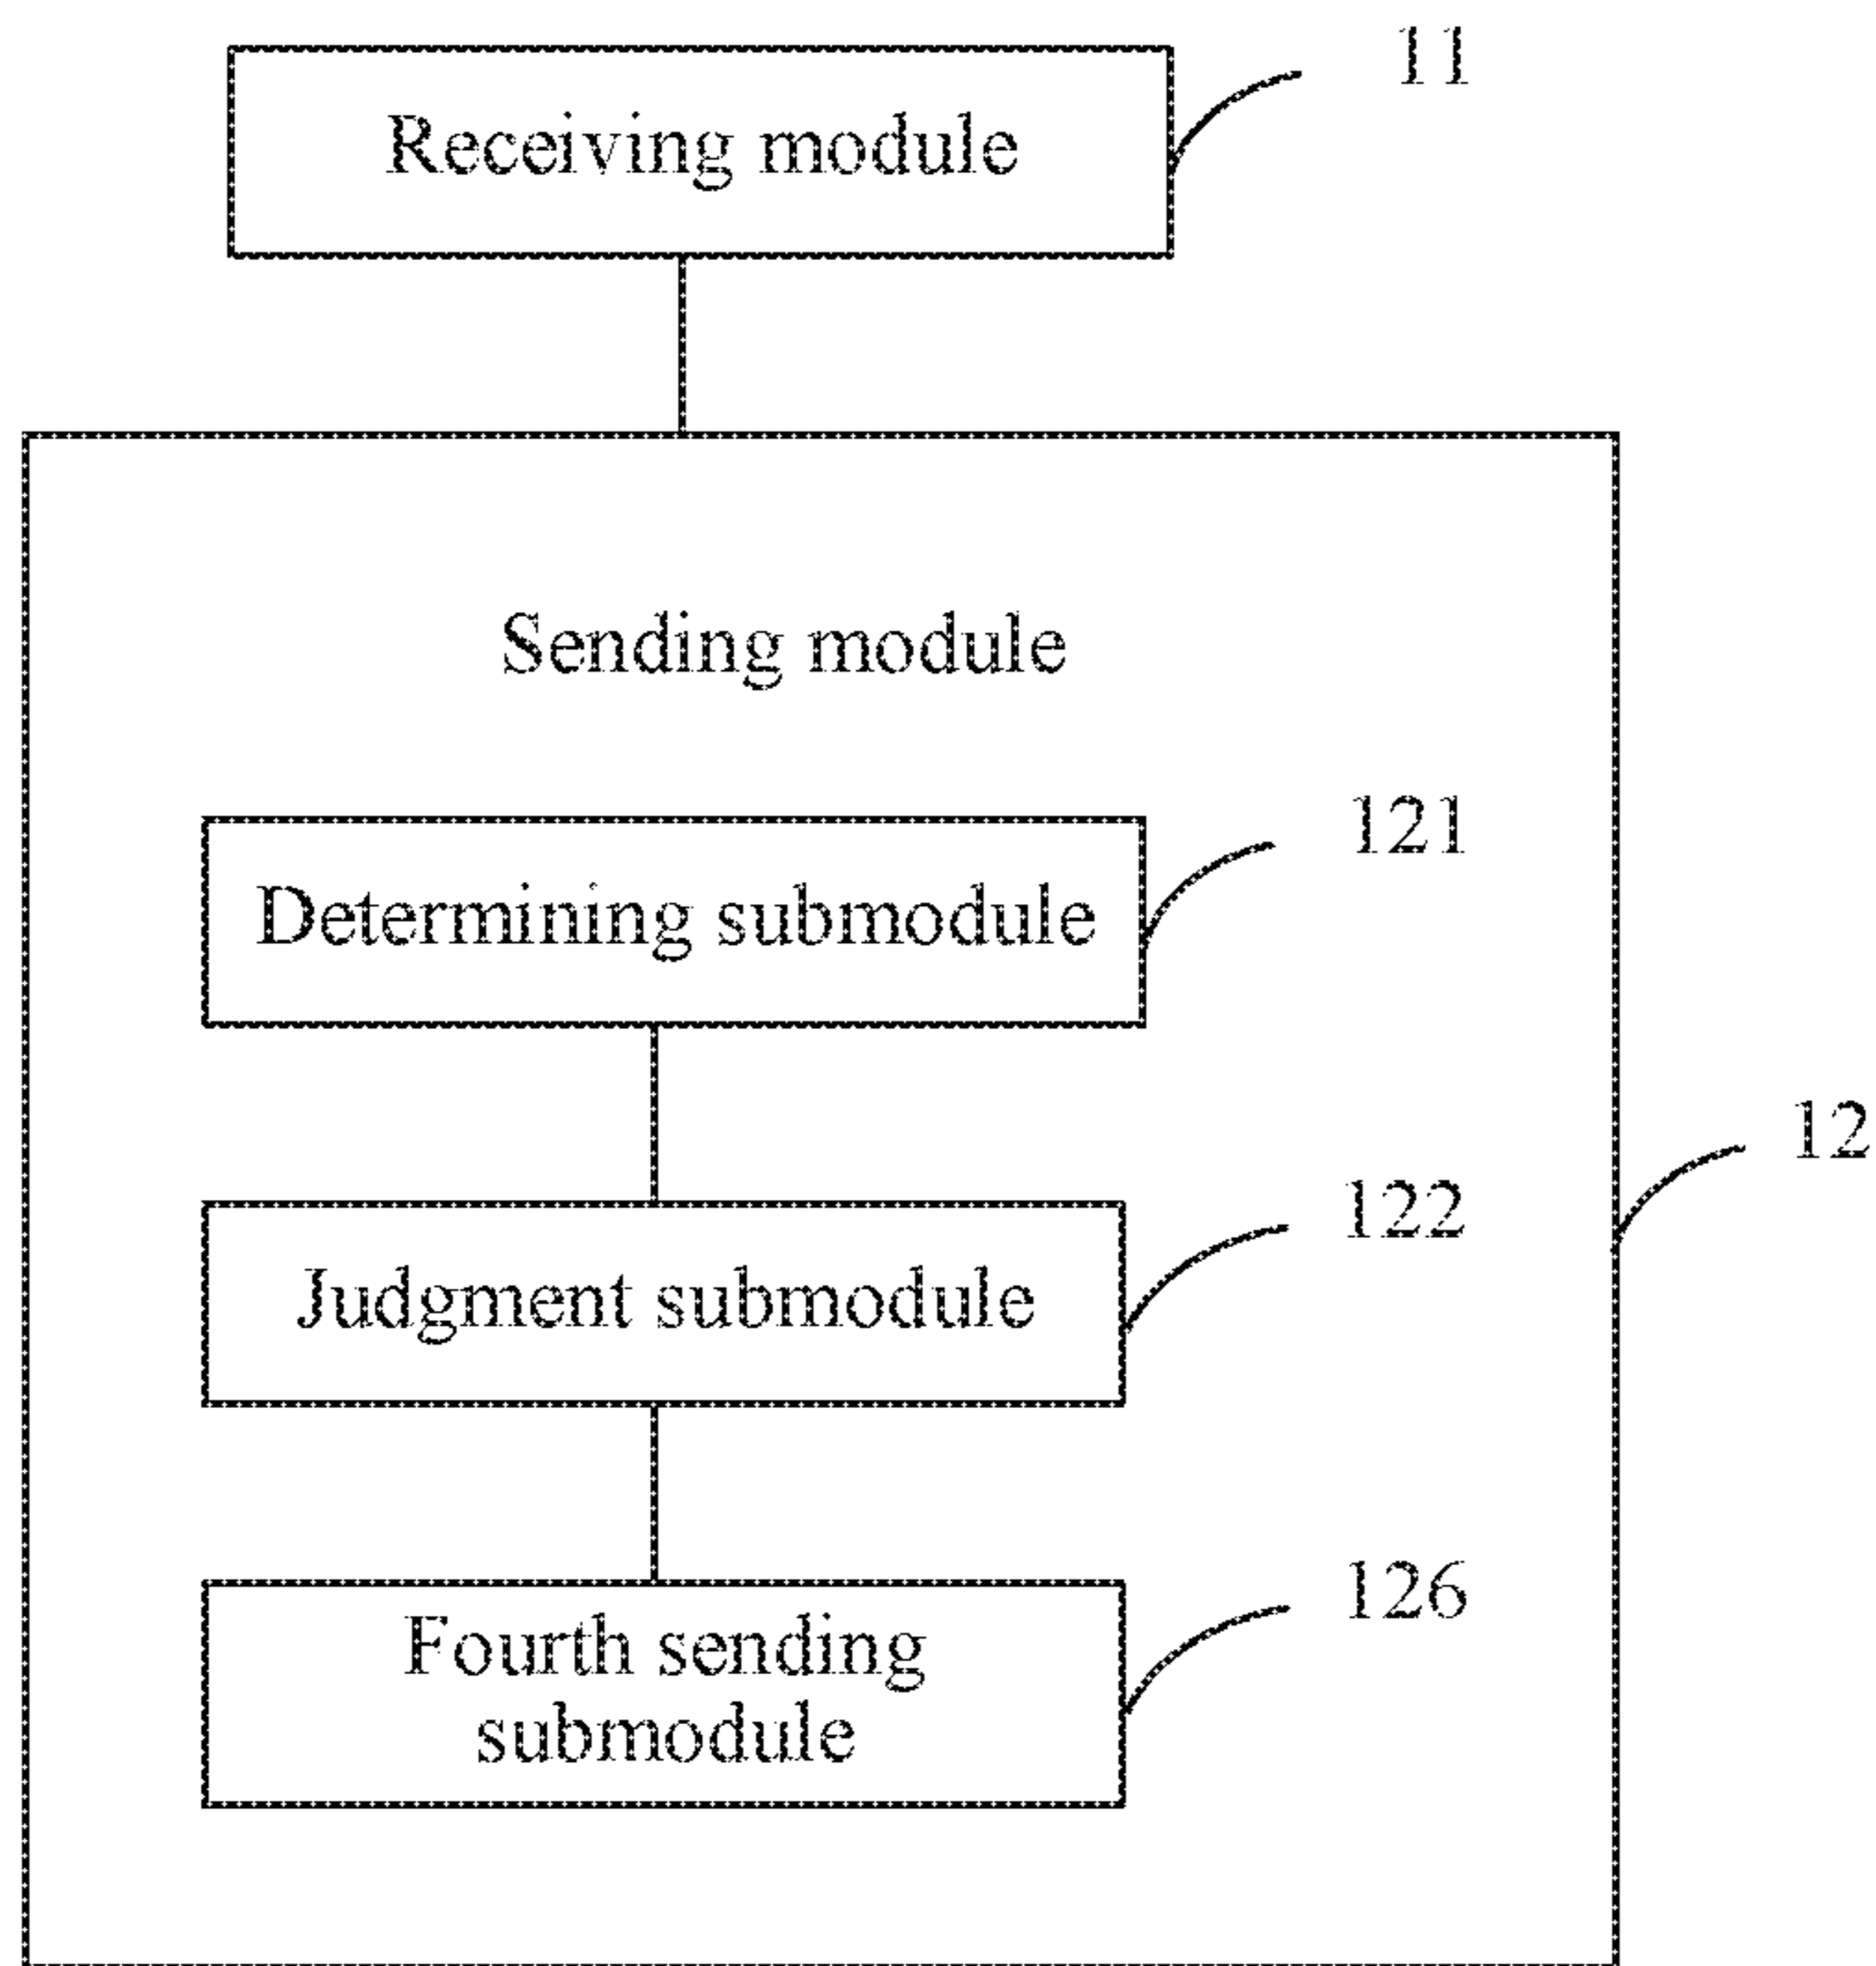 11
Receiving module
Sending module
121
Determining submodule
12
122
Judgment submodule
126
Fourth sending
submodule